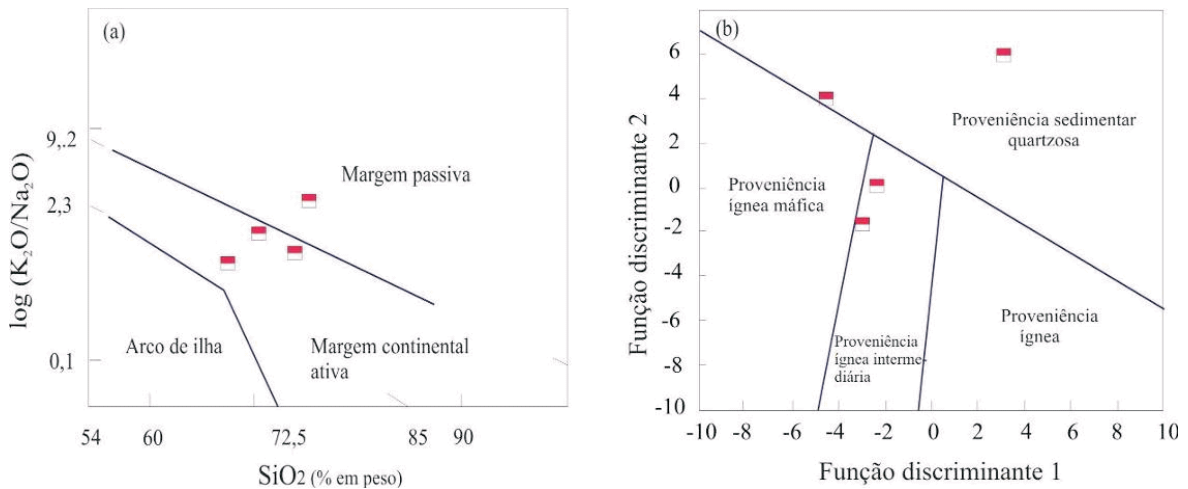 (a)
log (K₂O/Na₂O)
9,.2
2,3
0,1
Margem passiva
Arco de ilha
Margem continental
ativa
54 60 72,5 85 90
SiO₂ (% em peso)
(b)
Função discriminante 2
6
4
2
0
-2
-4
-6
-8
-10
Proveniência sedimentar
quartzosa
Proveniência
ígnea máfica
Proveniência
ígnea interme-
diária
Proveniência
ígnea
-10 -8 -6 -4 -2 0 2 4 6 8 10
Função discriminante 1